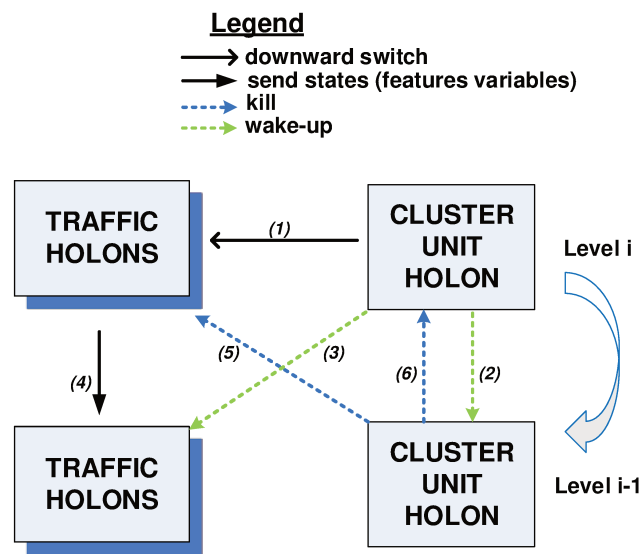 Legend
downward switch
send states (features variables)
kill
wake-up
TRAFFIC
HOLONS
(1)
CLUSTER
UNIT
HOLON
Level i
(4)
(5)
(3)
(6)
(2)
TRAFFIC
HOLONS
CLUSTER
UNIT
HOLON
Level i-1